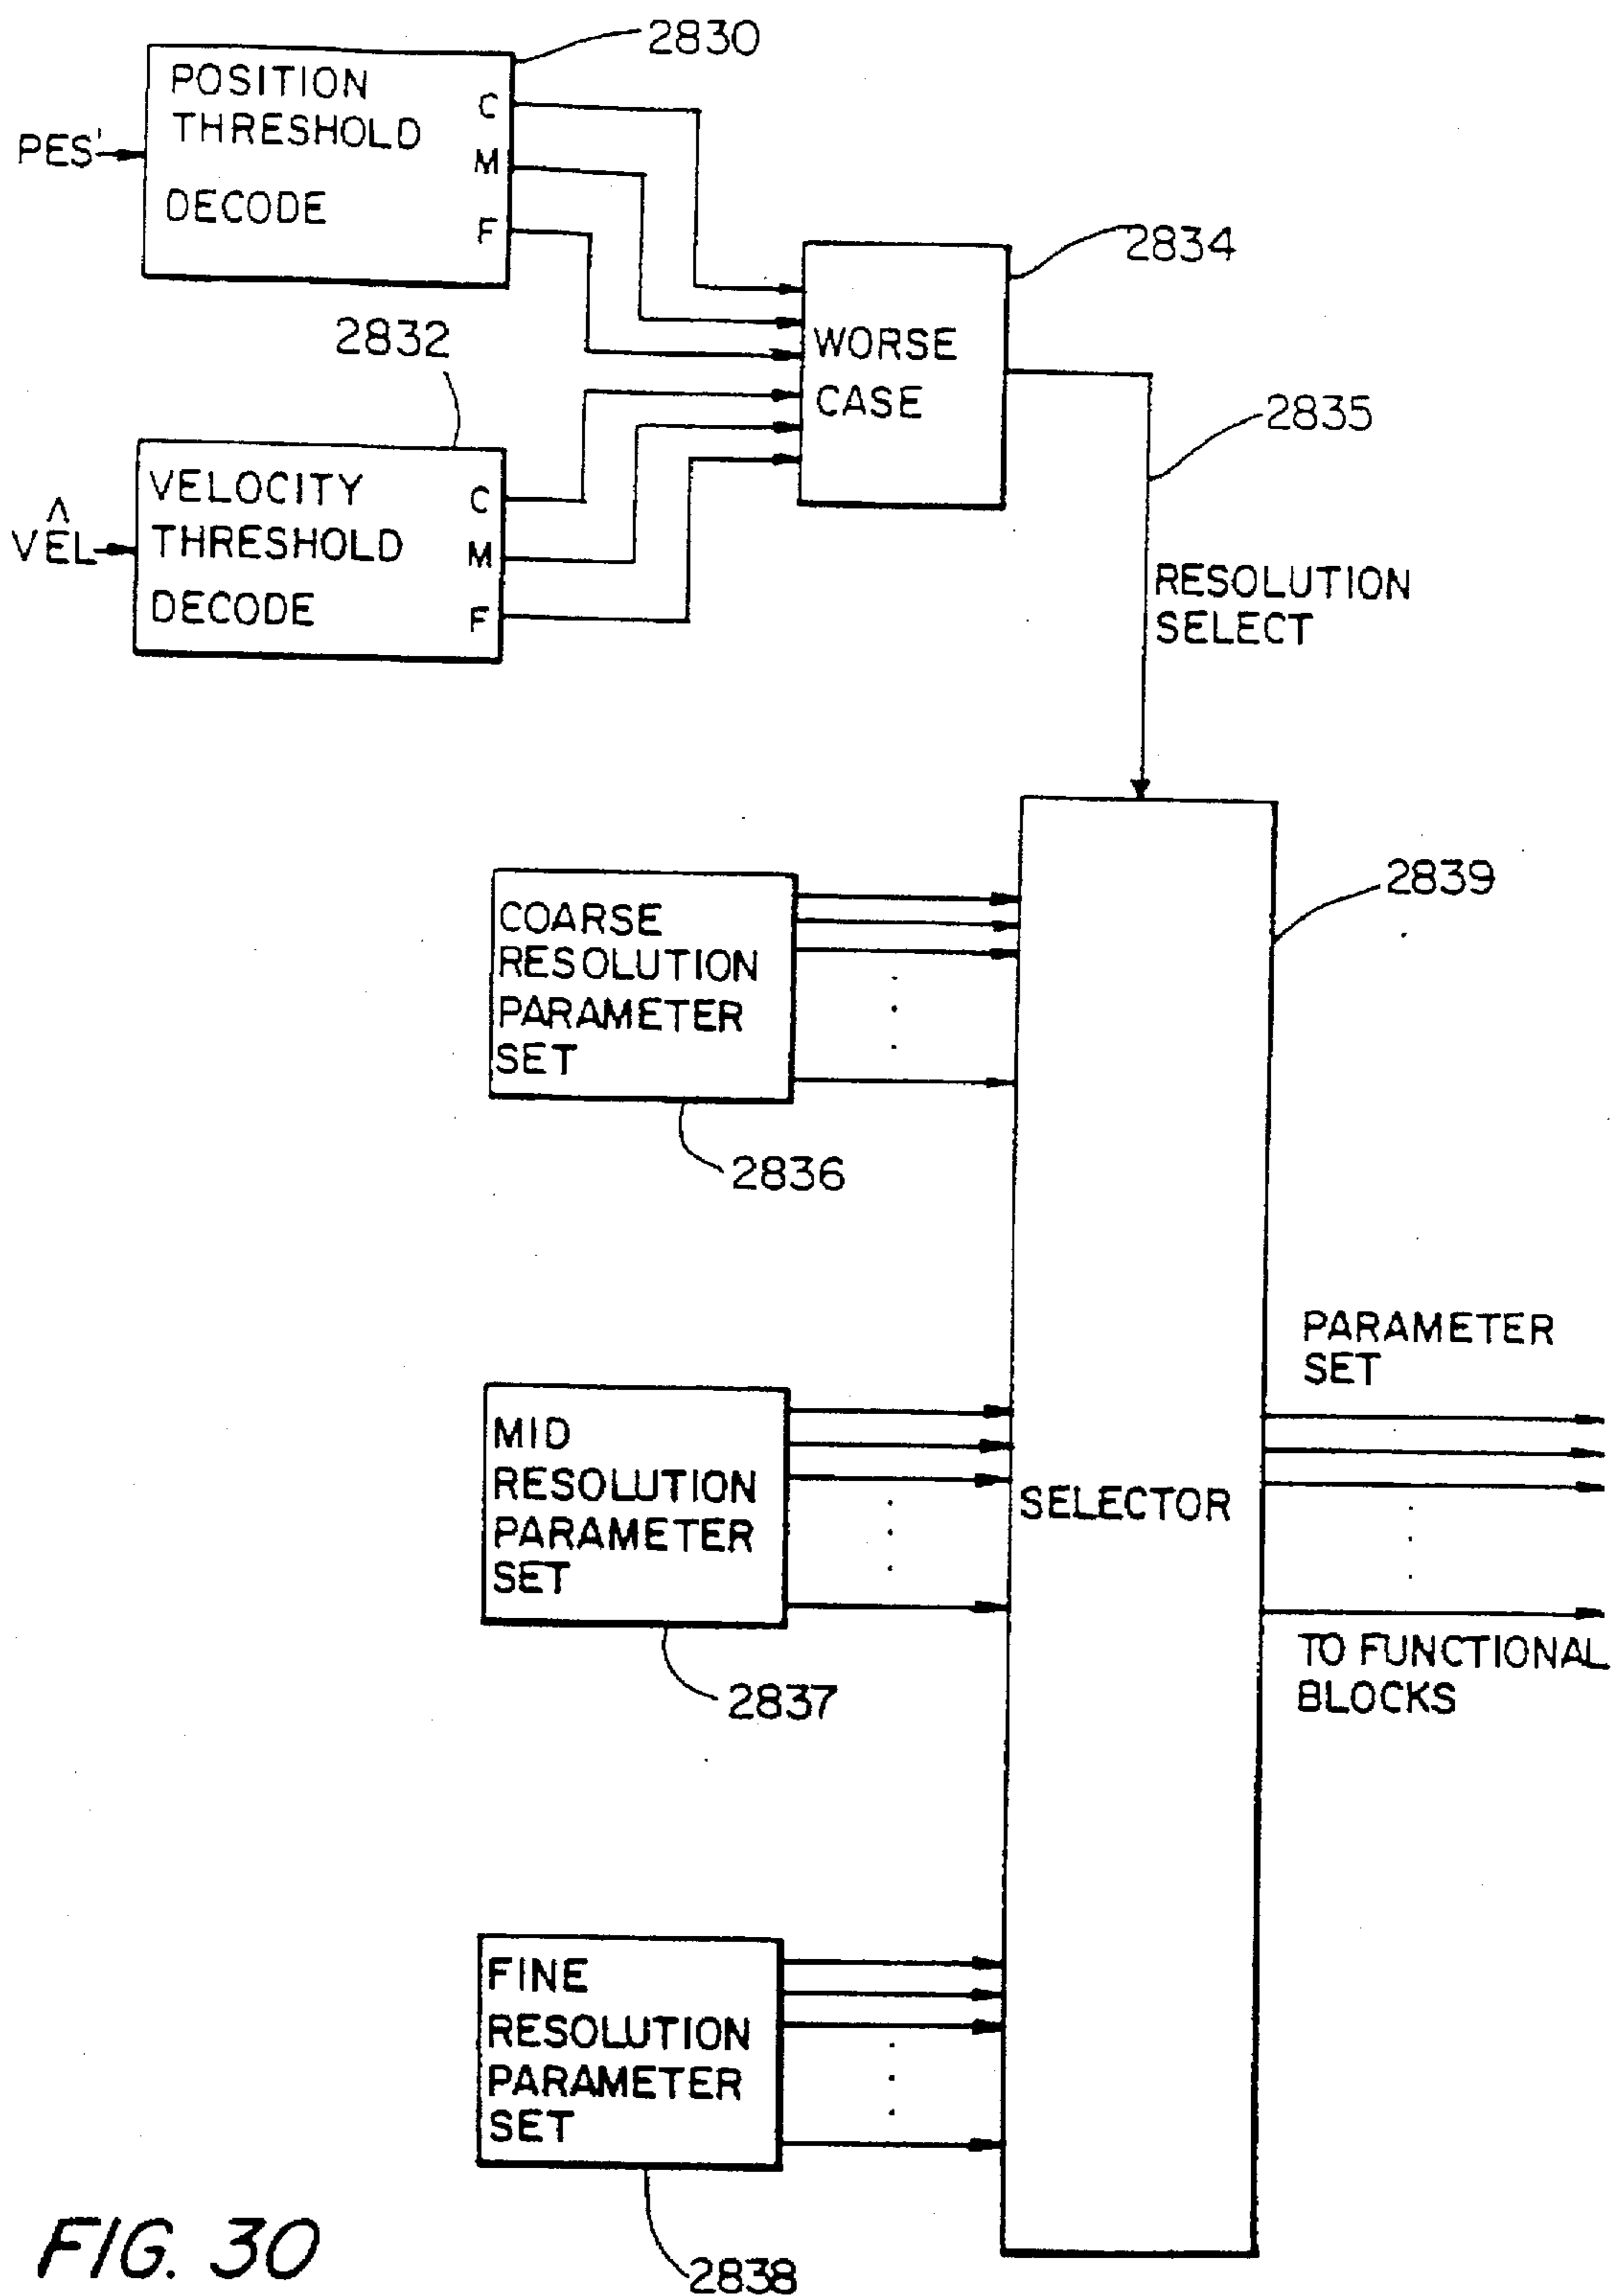 2830
POSITION
THRESHOLD
DECODE
C
M
F
PES'
2834
WORSE
CASE
2832
2835
VELOCITY
THRESHOLD
DECODE
C
M
F
^
VEL
RESOLUTION
SELECT
2839
COARSE
RESOLUTION
PARAMETER
SET
2836
PARAMETER
SET
MID
RESOLUTION
PARAMETER
SET
SELECTOR
2837
TO FUNCTIONAL
BLOCKS
FINE
RESOLUTION
PARAMETER
SET
2838
FIG. 30